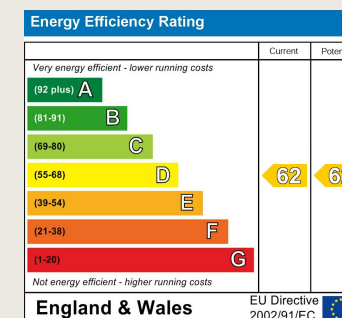 Energy Efficiency Rating
Current
Very energy efficient - lower running costs
(92 plus) A
(81-91) B
(69-80) C
(55-68) D 62
(39-54) E
(21-38) F
(1-20) G
Not energy efficient - higher running costs
England & Wales
EU Directive
2002/91/EC